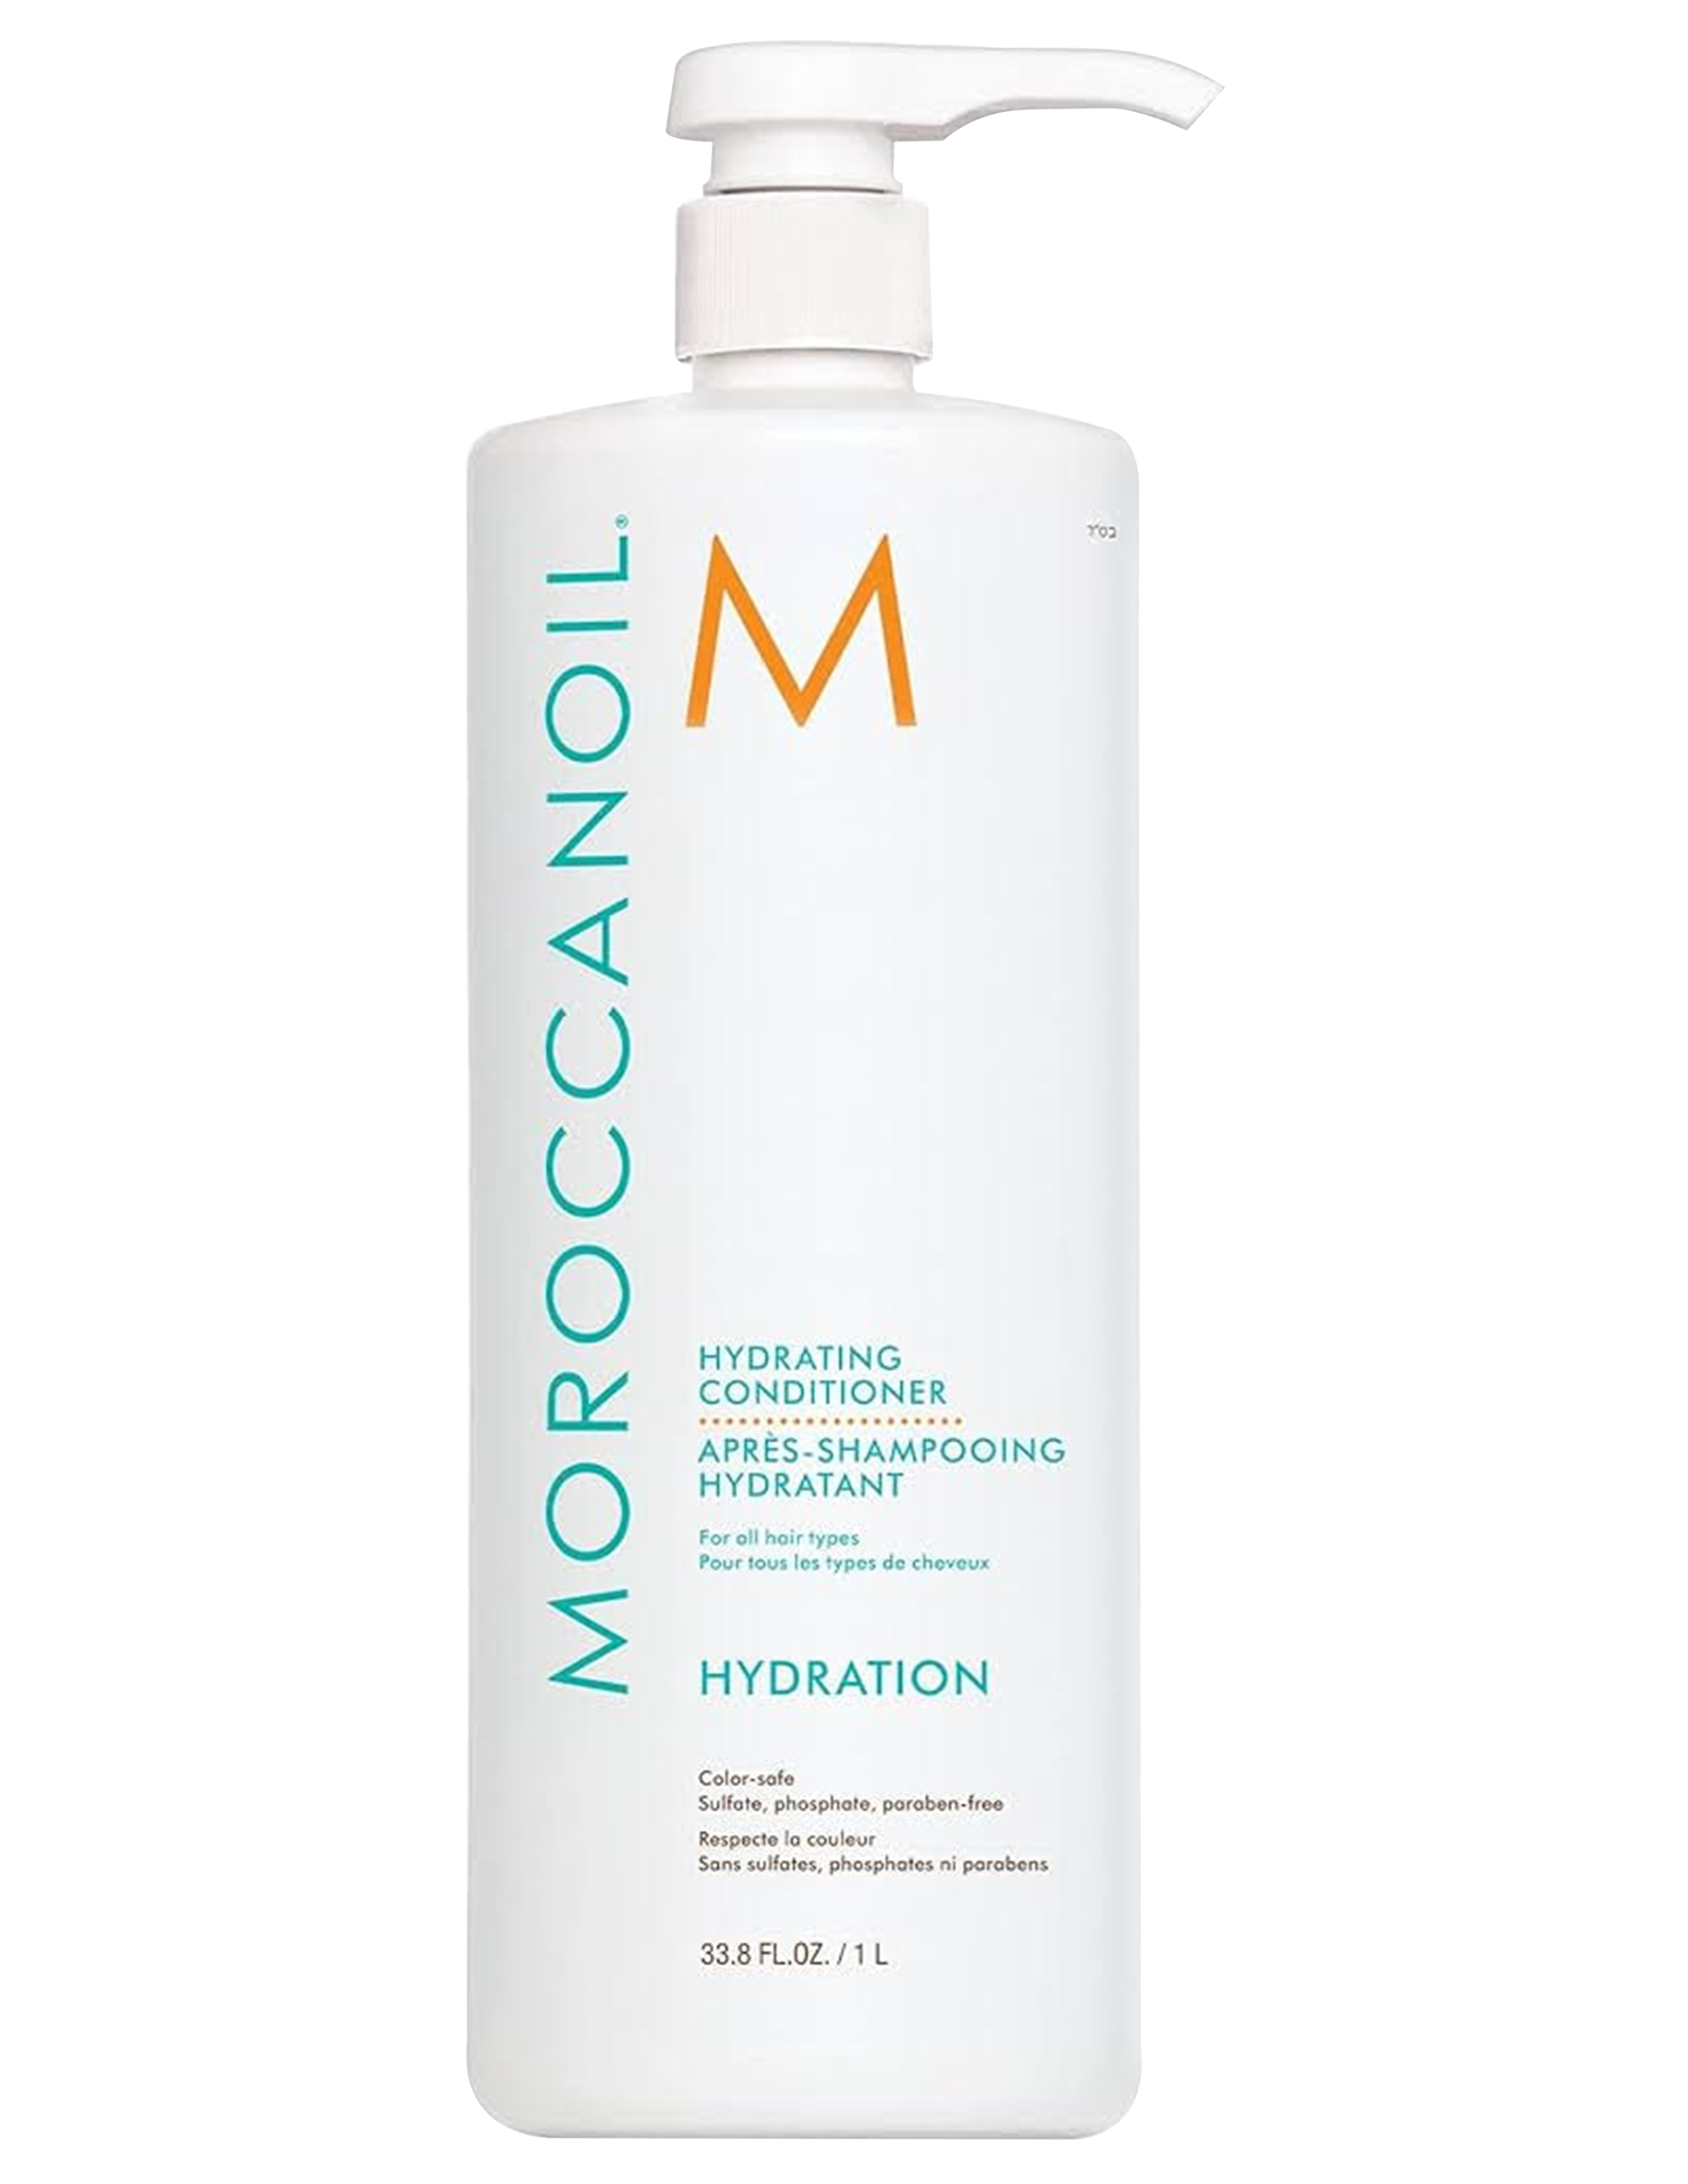 MOROCCANOIL®
M
HYDRATING
CONDITIONER
APRÈS-SHAMPOOING
HYDRATANT
For all hair types
Pour tous les types de cheveux
HYDRATION
Color-safe
Sulfate, phosphate, paraben-free
Respecte la couleur
Sans sulfates, phosphates ni parabens
33.8 FL.OZ. / 1 L